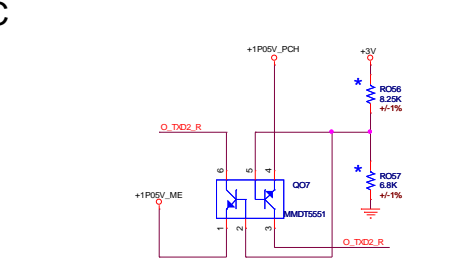 C
+1P05V_PCH
+3V
*
RO56
8.25K
+/-1%
O_TXD2_R
*
RO57
6.8K
+/-1%
6
5
4
QO7
+1P05V_ME
MMDT5551
1
2
3
O_TXD2_R